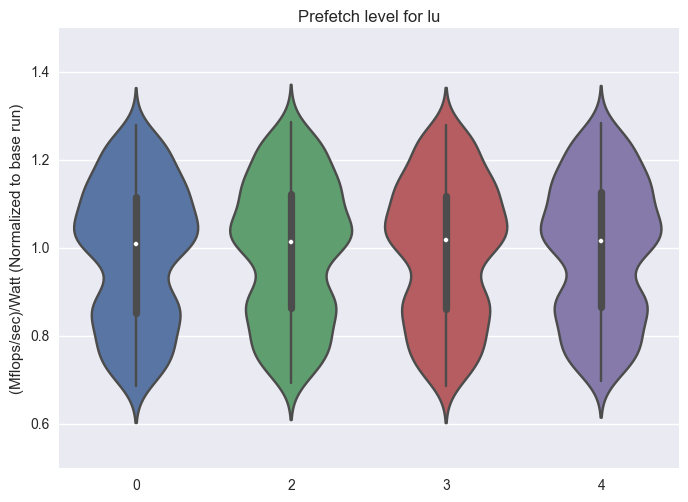 Prefetch level for lu
(Mflops/sec)/Watt (Normalized to base run)
1.4
1.2
1.0
0.8
0.6
0 2 3 4